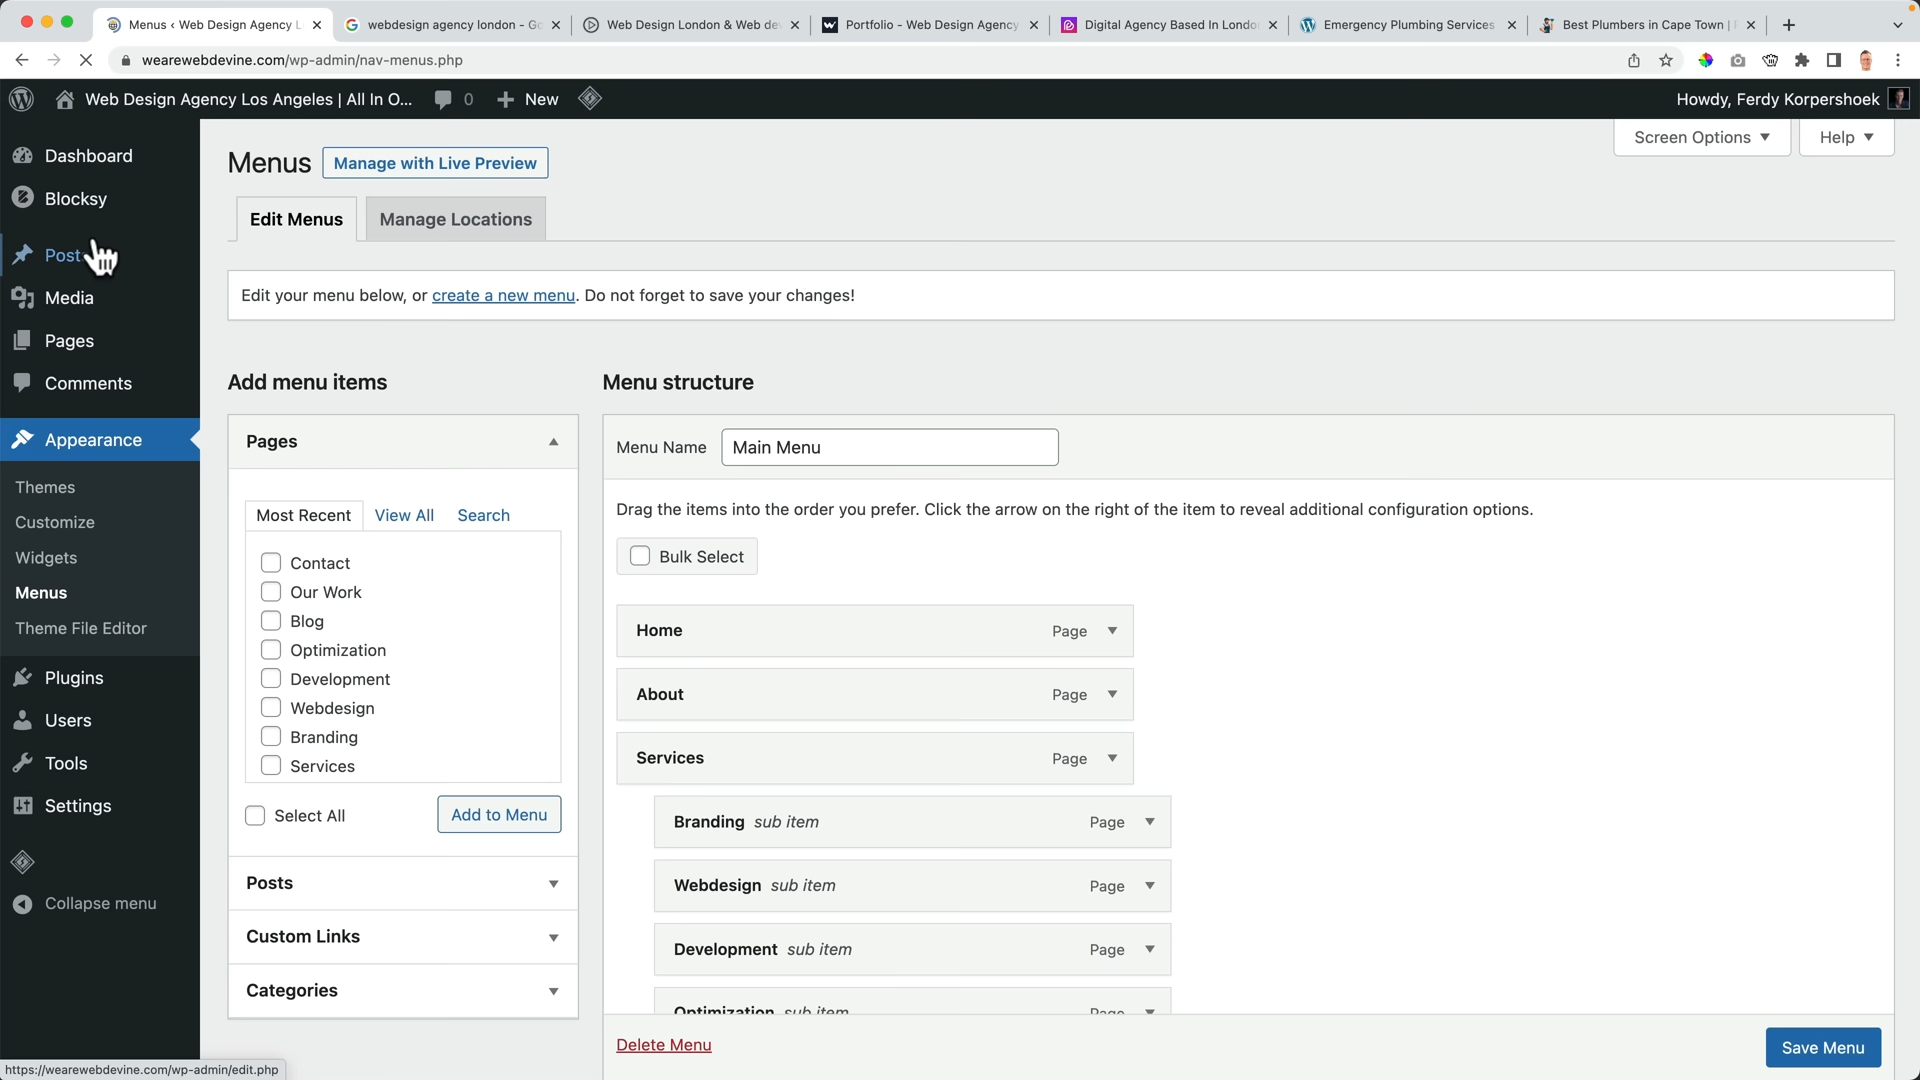 Menus ‹ Web Design Agency L
webdesign agency london - Go
Web Design London & Web de
Portfolio - Web Design Agency
Digital Agency Based In London
Emergency Plumbing Services
Best Plumbers in Cape Town |
wearewebdevine.com/wp-admin/nav-menus.php
Web Design Agency Los Angeles | All In O...
0
New
Howdy, Ferdy Korpershoek
Dashboard
Blocksy
Post
Media
Pages
Comments
Appearance
Themes
Customize
Widgets
Menus
Theme File Editor
Plugins
Users
Tools
Settings
Collapse menu
Screen Options
Help
Menus
Manage with Live Preview
Edit Menus
Manage Locations
Edit your menu below, or create a new menu. Do not forget to save your changes!
Add menu items
Pages
Most Recent
View All
Search
Contact
Our Work
Blog
Optimization
Development
Webdesign
Branding
Services
Select All
Add to Menu
Posts
Custom Links
Categories
Menu structure
Menu Name
Main Menu
Drag the items into the order you prefer. Click the arrow on the right of the item to reveal additional configuration options.
Bulk Select
Home Page
About Page
Services Page
Branding sub item Page
Webdesign sub item Page
Development sub item Page
Optimization sub item Page
Delete Menu
Save Menu
https://wearewebdevine.com/wp-admin/edit.php